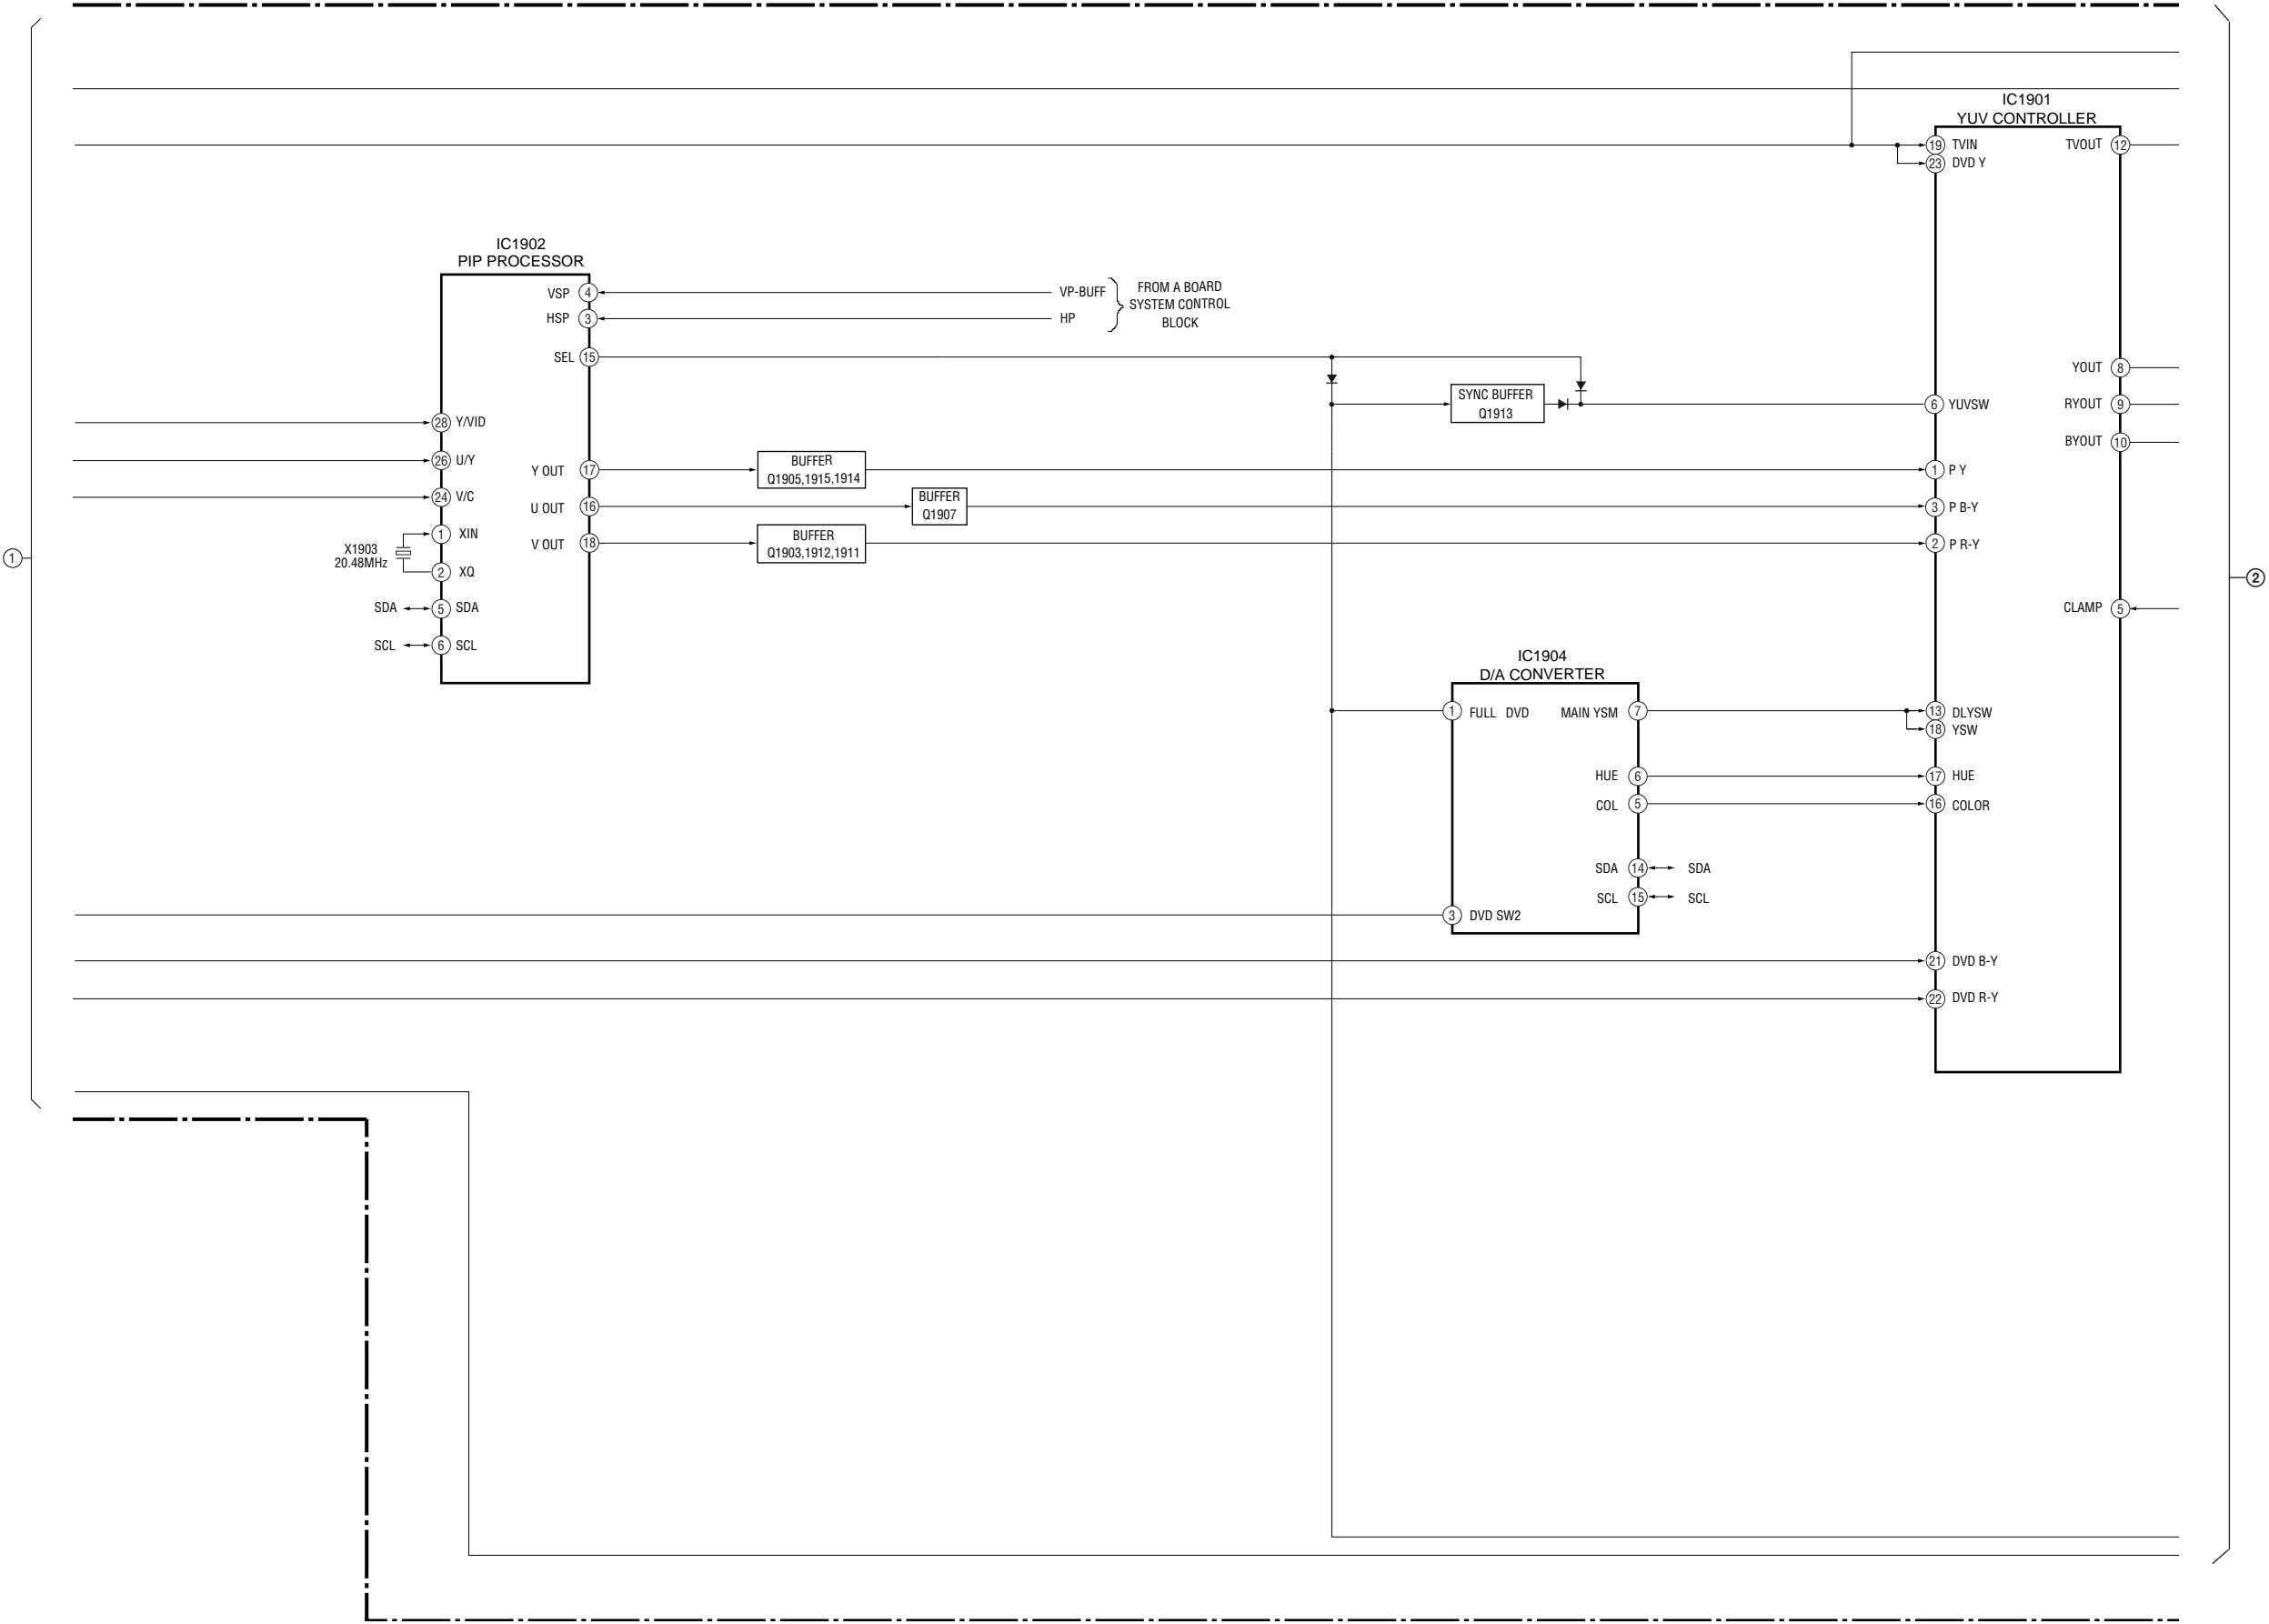 IC1901
YUV CONTROLLER
19 TVIN
TVOUT 12
23 DVD Y
IC1902
PIP PROCESSOR
VSP 4
VP-BUFF
HSP 3
HP
FROM A BOARD
SYSTEM CONTROL
BLOCK
SEL 15
YOUT 8
SYNC BUFFER
Q1913
6 YUVSW
RYOUT 9
28 Y/VID
BYOUT 10
26 U/Y
Y OUT 17
BUFFER
Q1905,1915,1914
1 P Y
24 V/C
U OUT 16
BUFFER
Q1907
3 P B-Y
1 XIN
V OUT 18
BUFFER
Q1903,1912,1911
2 P R-Y
X1903
20.48MHz
2 XQ
1
2
SDA
5 SDA
CLAMP 5
SCL
6 SCL
IC1904
D/A CONVERTER
1 FULL DVD
MAIN YSM 7
13 DLYSW
18 YSW
HUE 6
17 HUE
COL 5
16 COLOR
SDA 14 SDA
SCL 15 SCL
3 DVD SW2
21 DVD B-Y
22 DVD R-Y